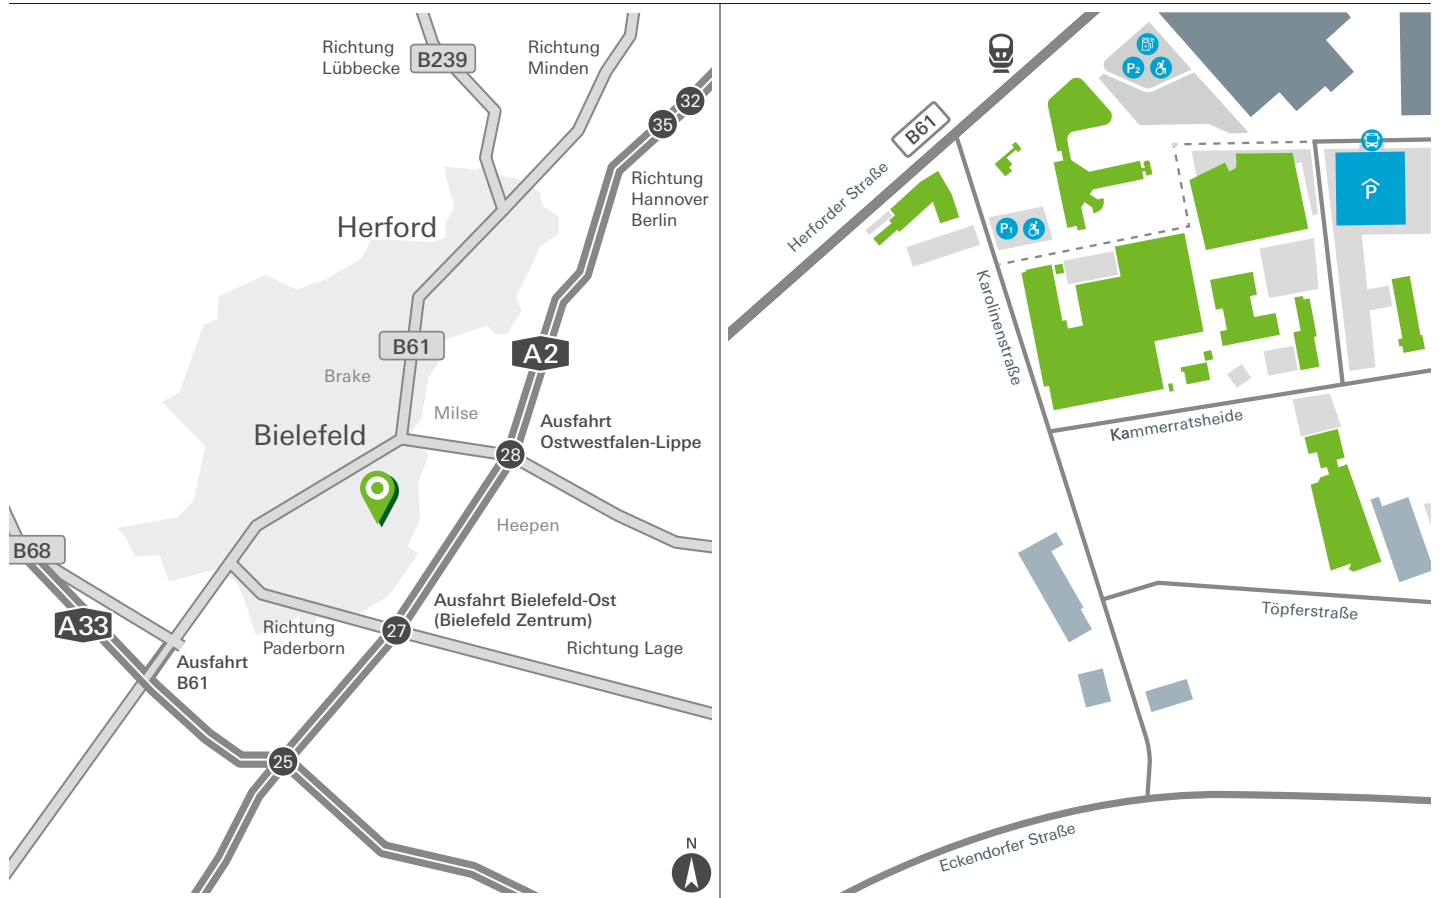 Richtung
Lübbecke
B239
Richtung
Minden
32
35
Richtung
Hannover
Berlin
Herford
B61
A2
Brake
Milse
Bielefeld
Ausfahrt
Ostwestfalen-Lippe
28
Heepen
B68
A33
Ausfahrt Bielefeld-Ost
(Bielefeld Zentrum)
27
Richtung
Paderborn
Richtung Lage
Ausfahrt
B61
25
N
P2
B61
Herforder Straße
P
P1
Karolinenstraße
Kammerratsheide
Töpferstraße
Eckendorfer Straße